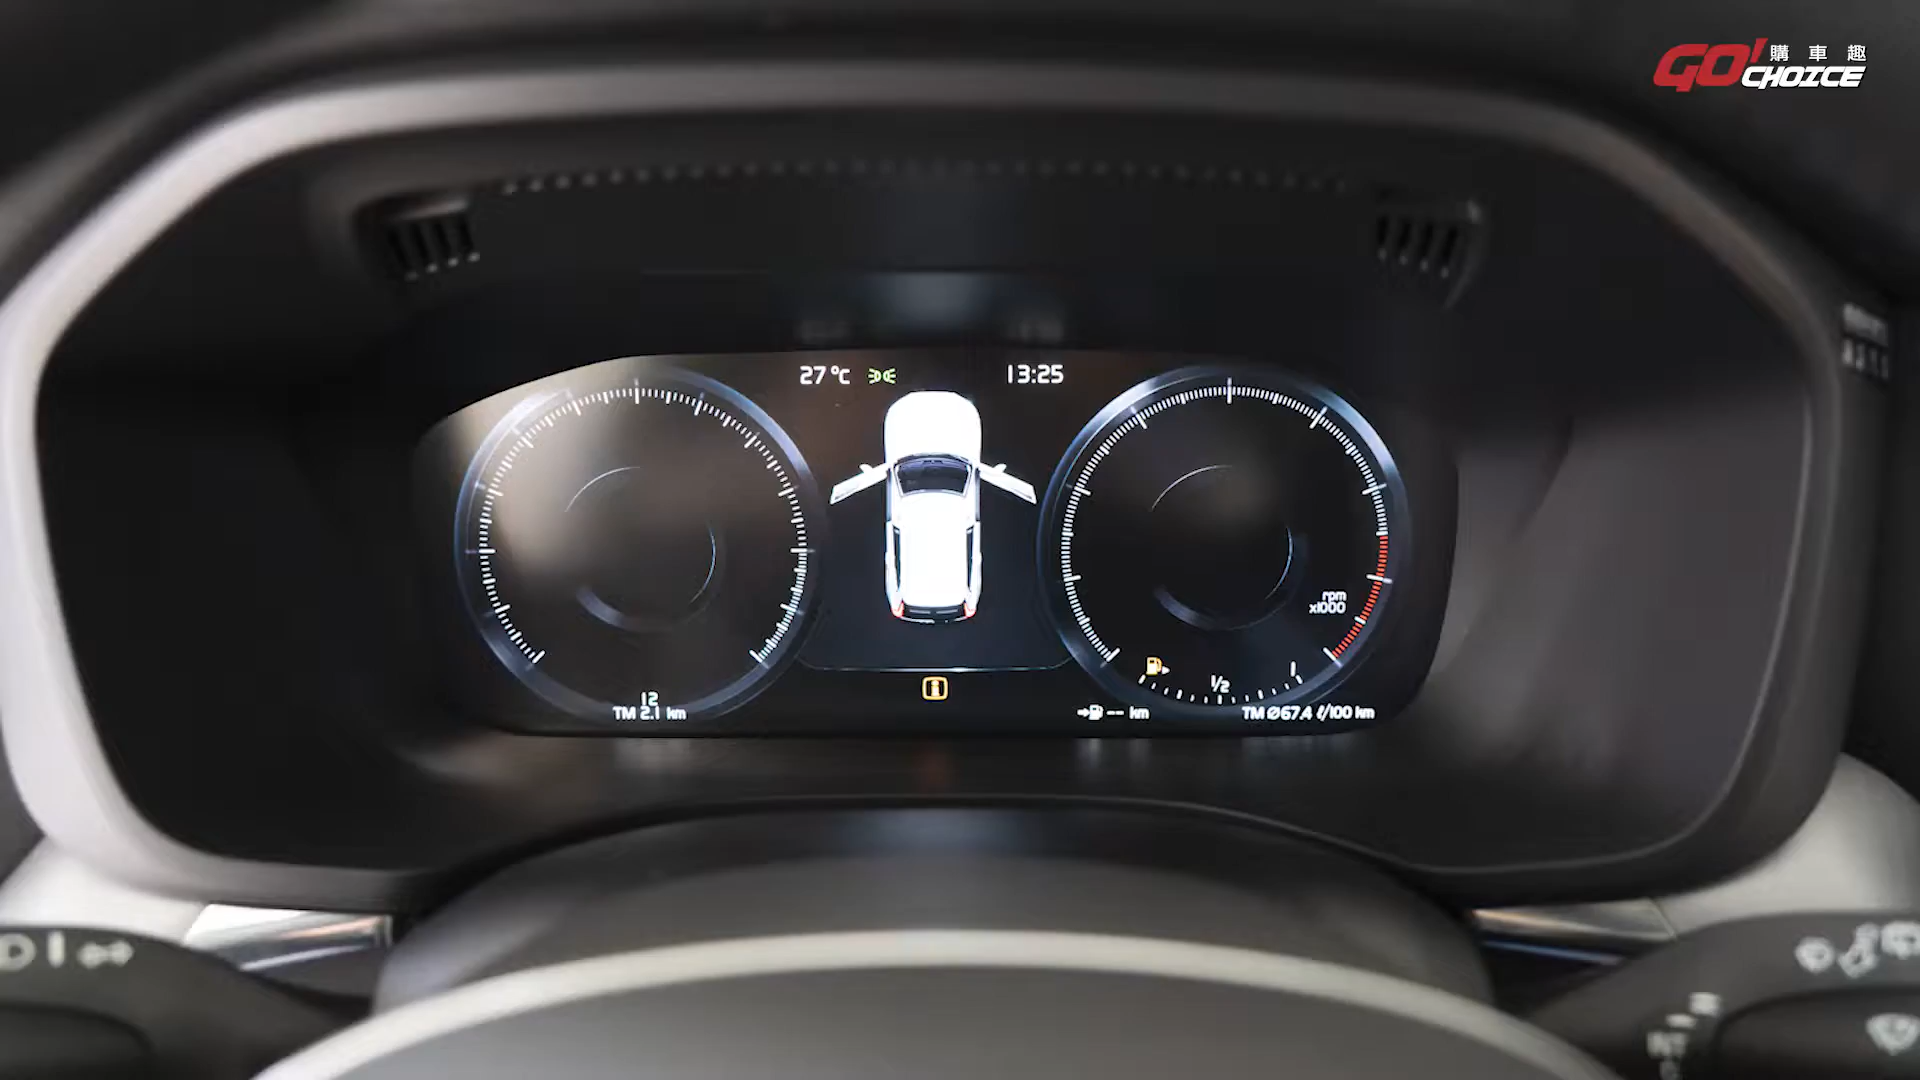 GO! 購車趣
CHOICE
27 °C
13:25
rpm
x1000
1/2
1
12
TM 2.1 km
-- km
TM Ø67.4 ℓ/100 km